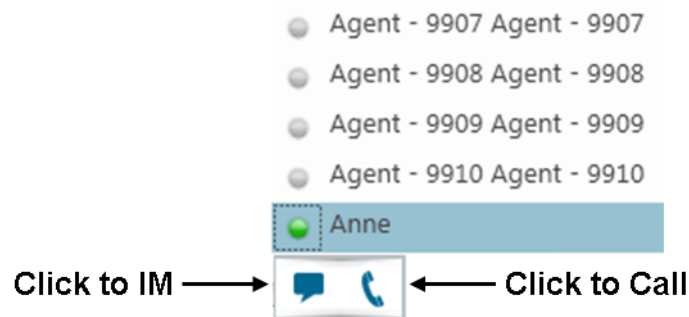 Agent - 9907 Agent - 9907
Agent - 9908 Agent - 9908
Agent - 9909 Agent - 9909
Agent - 9910 Agent - 9910
Anne
Click to IM Click to Call